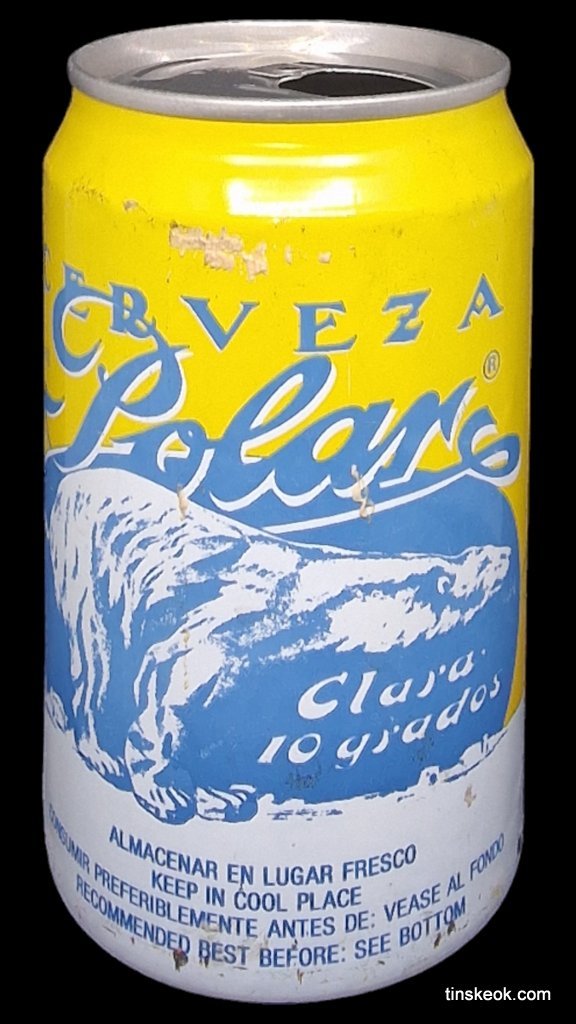 CERVEZA
Polar ®
Clara
10 grados
ALMACENAR EN LUGAR FRESCO
KEEP IN COOL PLACE
CONSUMIR PREFERIBLEMENTE ANTES DE: VEASE AL FONDO
RECOMMENDED BEST BEFORE: SEE BOTTOM
tinskeok.com